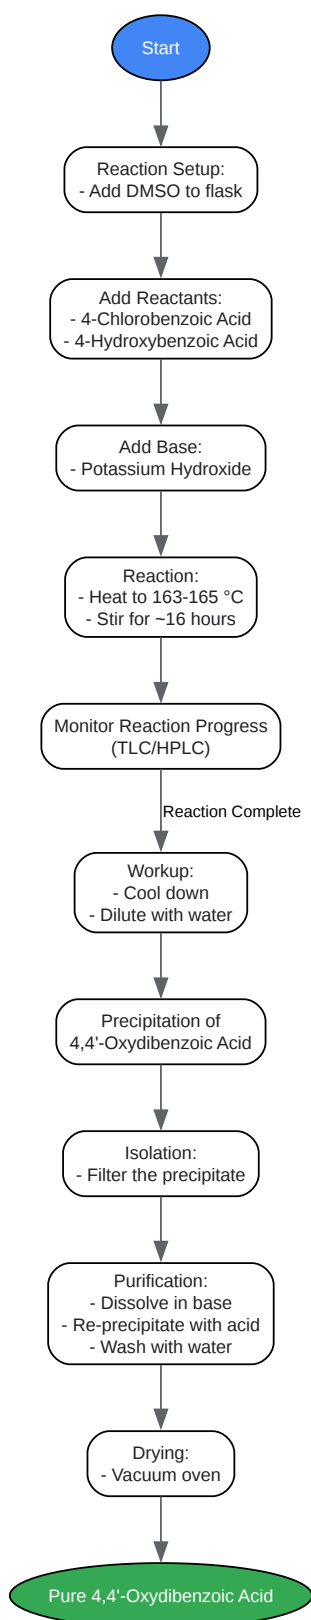 Start
Reaction Setup:
- Add DMSO to flask
Add Reactants:
- 4-Chlorobenzoic Acid
- 4-Hydroxybenzoic Acid
Add Base:
- Potassium Hydroxide
Reaction:
- Heat to 163-165 °C
- Stir for ~16 hours
Monitor Reaction Progress
(TLC/HPLC)
Reaction Complete
Workup:
- Cool down
- Dilute with water
Precipitation of
4,4'-Oxydibenzoic Acid
Isolation:
- Filter the precipitate
Purification:
- Dissolve in base
- Re-precipitate with acid
- Wash with water
Drying:
- Vacuum oven
Pure 4,4'-Oxydibenzoic Acid